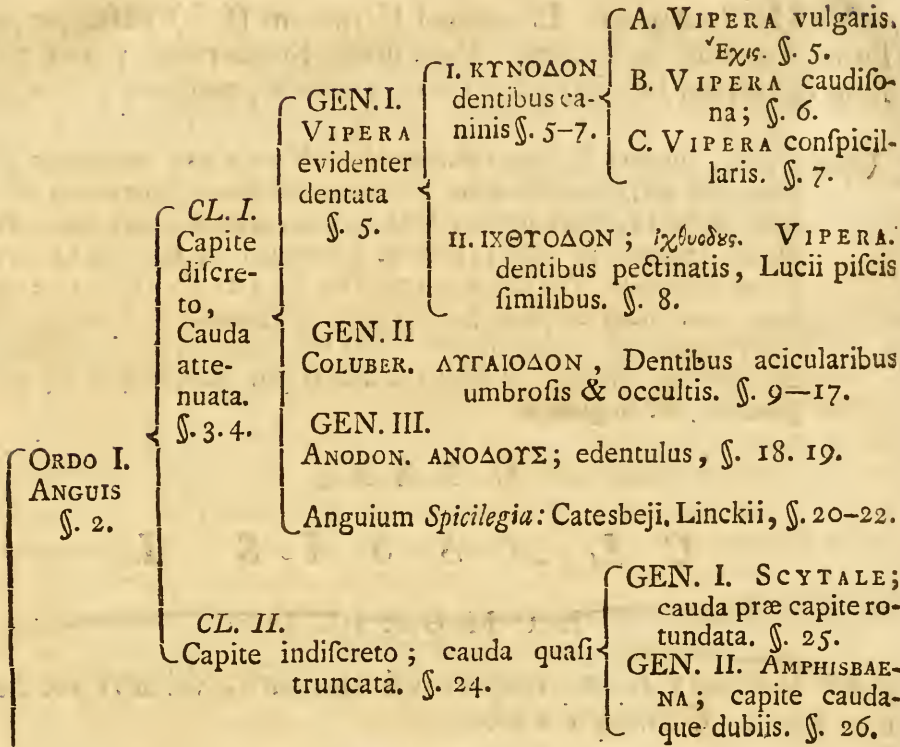 ORDO I.
ANGUIS
§. 2.
CL. I.
Capite
diſcre-
to,
Cauda
atte-
nuata.
§. 3. 4.
GEN. I.
VIPERA
evidenter
dentata
§. 5.
I. ΚΥΝΟΔΟΝ
dentibus ca-
ninis §. 5–7.
A. VIPERA vulgaris.
Ἔχις. §. 5.
B. VIPERA caudiſo-
na; §. 6.
C. VIPERA conſpicil-
laris. §. 7.
II. ΙΧΘΥΟΔΟΝ; ἰχθυοδȣς. VIPERA.
dentibus pectinatis, Lucii piſcis
ſimilibus. §. 8.
GEN. II
COLUBER. ΛΥΓΑΙΟΔΟΝ, Dentibus acicularibus
umbroſis & occultis. §. 9—17.
GEN. III.
ANODON. ΑΝΟΔΟΥΣ; edentulus, §. 18. 19.
Anguium Spicilegia: Catesbeji, Linckii, §. 20–22.
CL. II.
Capite indiſcreto; cauda quaſi
truncata. §. 24.
GEN. I. SCYTALE;
cauda præ capite ro-
tundata. §. 25.
GEN. II. AMPHISBAE-
NA; capite cauda-
que dubiis. §. 26.